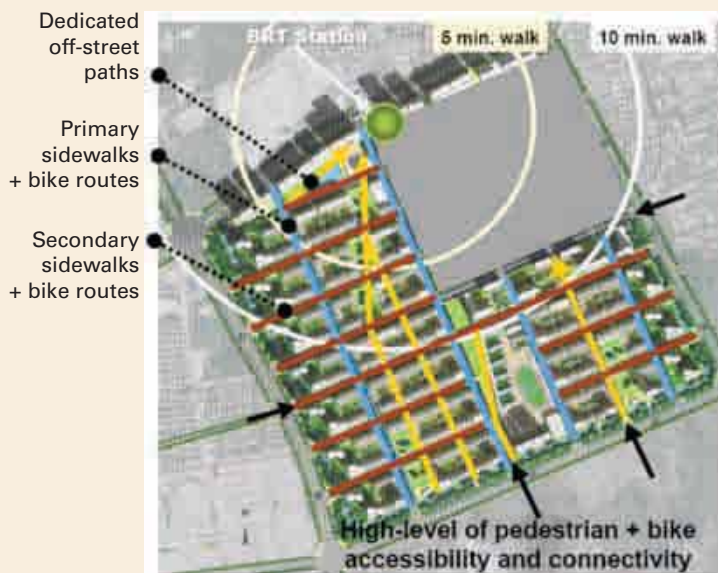 Dedicated
off-street
paths
Primary
sidewalks
+ bike routes
Secondary
sidewalks
+ bike routes
BRT Station
5 min. walk
10 min. walk
High-level of pedestrian + bike
accessibility and connectivity